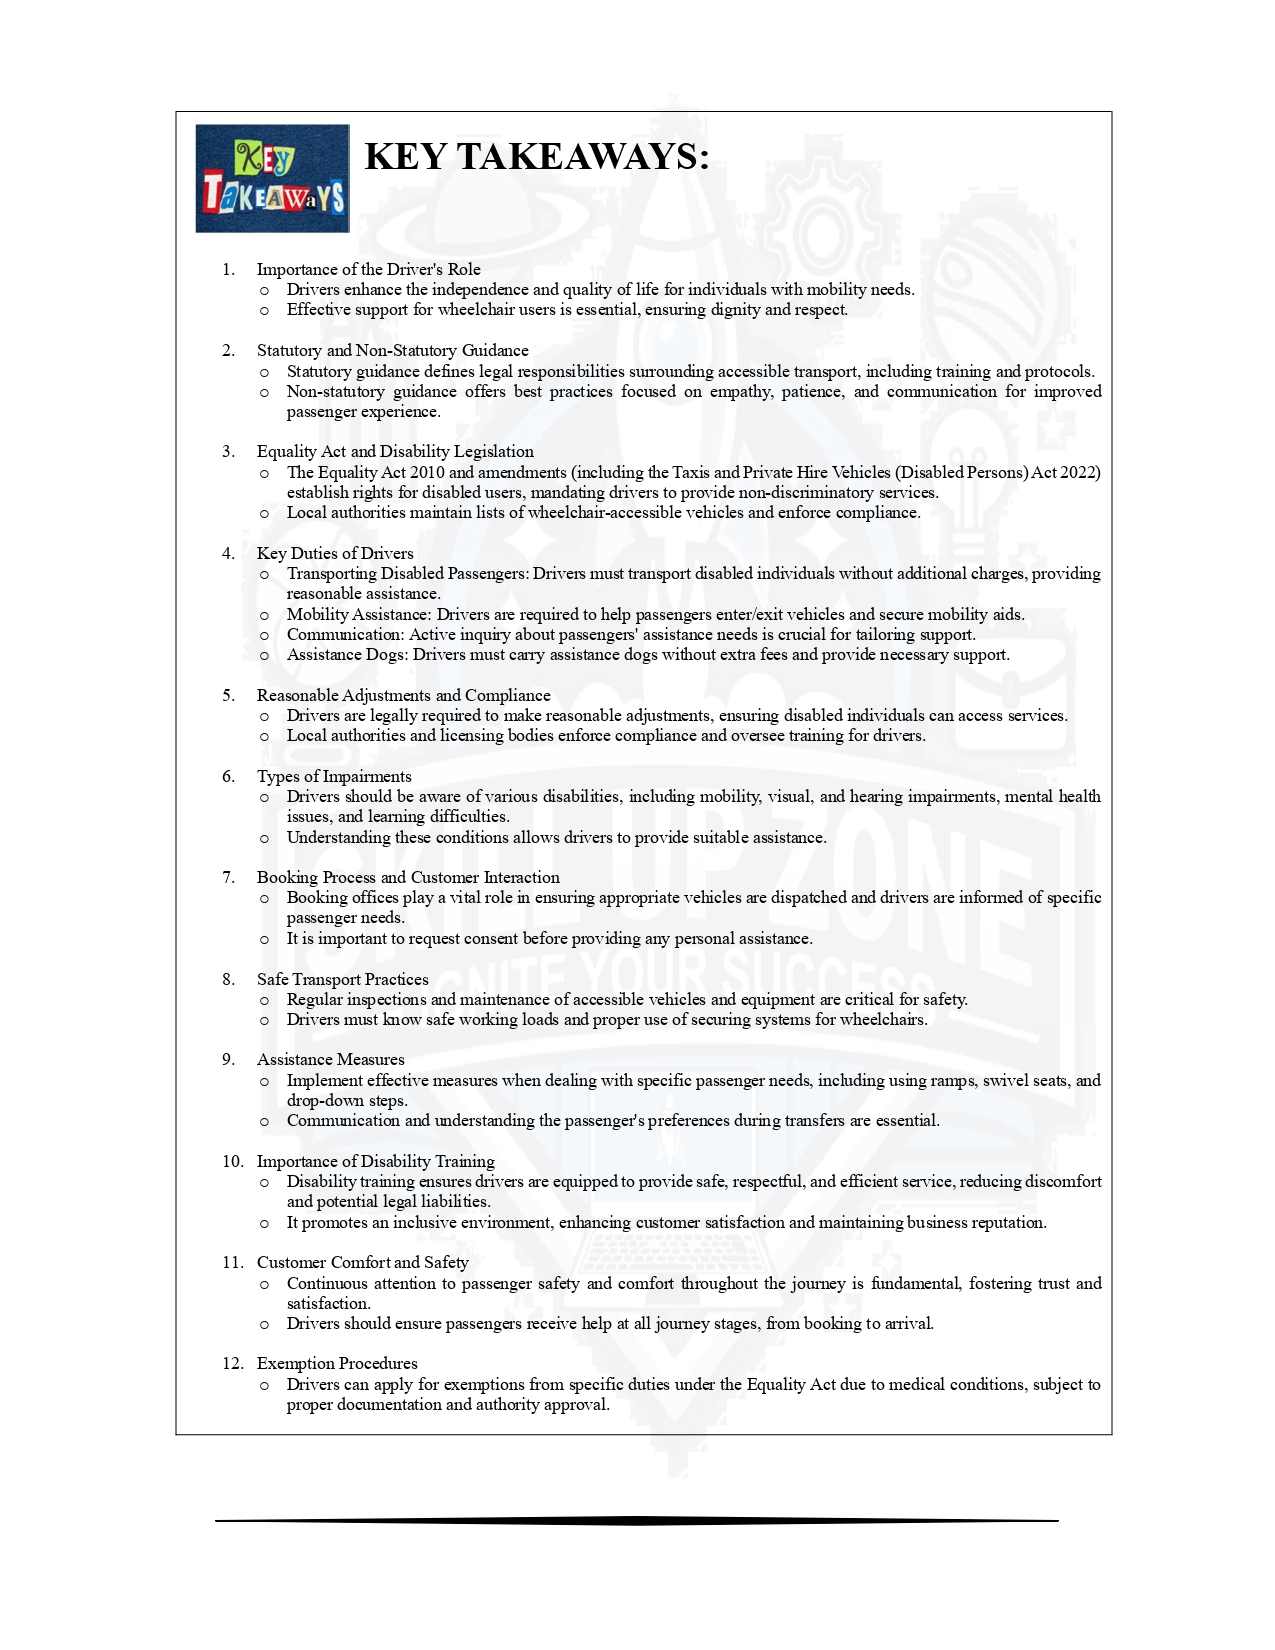 Key
Takeaways
KEY TAKEAWAYS:
1. Importance of the Driver's Role
o Drivers enhance the independence and quality of life for individuals with mobility needs.
o Effective support for wheelchair users is essential, ensuring dignity and respect.
2. Statutory and Non-Statutory Guidance
o Statutory guidance defines legal responsibilities surrounding accessible transport, including training and protocols.
o Non-statutory guidance offers best practices focused on empathy, patience, and communication for improved
passenger experience.
3. Equality Act and Disability Legislation
o The Equality Act 2010 and amendments (including the Taxis and Private Hire Vehicles (Disabled Persons) Act 2022)
establish rights for disabled users, mandating drivers to provide non-discriminatory services.
o Local authorities maintain lists of wheelchair-accessible vehicles and enforce compliance.
4. Key Duties of Drivers
o Transporting Disabled Passengers: Drivers must transport disabled individuals without additional charges, providing
reasonable assistance.
o Mobility Assistance: Drivers are required to help passengers enter/exit vehicles and secure mobility aids.
o Communication: Active inquiry about passengers' assistance needs is crucial for tailoring support.
o Assistance Dogs: Drivers must carry assistance dogs without extra fees and provide necessary support.
5. Reasonable Adjustments and Compliance
o Drivers are legally required to make reasonable adjustments, ensuring disabled individuals can access services.
o Local authorities and licensing bodies enforce compliance and oversee training for drivers.
6. Types of Impairments
o Drivers should be aware of various disabilities, including mobility, visual, and hearing impairments, mental health
issues, and learning difficulties.
o Understanding these conditions allows drivers to provide suitable assistance.
SKILL UP ZONE
7. Booking Process and Customer Interaction
o Booking offices play a vital role in ensuring appropriate vehicles are dispatched and drivers are informed of specific
passenger needs.
o It is important to request consent before providing any personal assistance.
IGNITE YOUR SUCCESS
8. Safe Transport Practices
o Regular inspections and maintenance of accessible vehicles and equipment are critical for safety.
o Drivers must know safe working loads and proper use of securing systems for wheelchairs.
9. Assistance Measures
o Implement effective measures when dealing with specific passenger needs, including using ramps, swivel seats, and
drop-down steps.
o Communication and understanding the passenger's preferences during transfers are essential.
10. Importance of Disability Training
o Disability training ensures drivers are equipped to provide safe, respectful, and efficient service, reducing discomfort
and potential legal liabilities.
o It promotes an inclusive environment, enhancing customer satisfaction and maintaining business reputation.
11. Customer Comfort and Safety
o Continuous attention to passenger safety and comfort throughout the journey is fundamental, fostering trust and
satisfaction.
o Drivers should ensure passengers receive help at all journey stages, from booking to arrival.
12. Exemption Procedures
o Drivers can apply for exemptions from specific duties under the Equality Act due to medical conditions, subject to
proper documentation and authority approval.